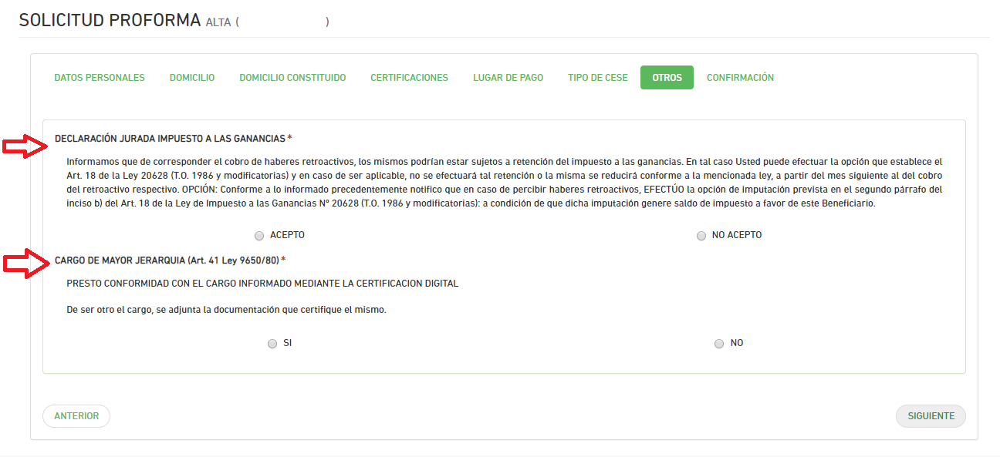 SOLICITUD PROFORMA ALTA ( )
DATOS PERSONALES DOMICILIO DOMICILIO CONSTITUIDO CERTIFICACIONES LUGAR DE PAGO TIPO DE CESE OTROS CONFIRMACIÓN
DECLARACIÓN JURADA IMPUESTO A LAS GANANCIAS *
Informamos que de corresponder el cobro de haberes retroactivos, los mismos podrían estar sujetos a retención del impuesto a las ganancias. En tal caso Usted puede efectuar la opción que establece el
Art. 18 de la Ley 20628 (T.O. 1986 y modificatorias) y en caso de ser aplicable, no se efectuará tal retención o la misma se reducirá conforme a la mencionada ley, a partir del mes siguiente al del cobro
del retroactivo respectivo. OPCIÓN: Conforme a lo informado precedentemente notifico que en caso de percibir haberes retroactivos, EFECTÚO la opción de imputación prevista en el segundo párrafo del
inciso b) del Art. 18 de la Ley de Impuesto a las Ganancias Nº 20628 (T.O. 1986 y modificatorias): a condición de que dicha imputación genere saldo de impuesto a favor de este Beneficiario.
ACEPTO NO ACEPTO
CARGO DE MAYOR JERARQUIA (Art. 41 Ley 9650/80) *
PRESTO CONFORMIDAD CON EL CARGO INFORMADO MEDIANTE LA CERTIFICACION DIGITAL
De ser otro el cargo, se adjunta la documentación que certifique el mismo.
SI NO
ANTERIOR SIGUIENTE